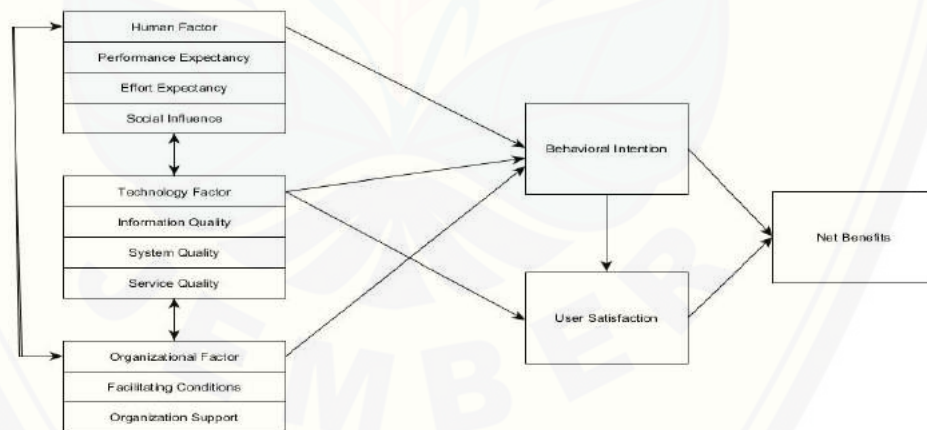 Human Factor
Performance Expectancy
Effort Expectancy
Social Influence
Technology Factor
Information Quality
System Quality
Service Quality
Organizational Factor
Facilitating Conditions
Organization Support
Behavioral Intention
User Satisfaction
Net Benefits
JEMBER